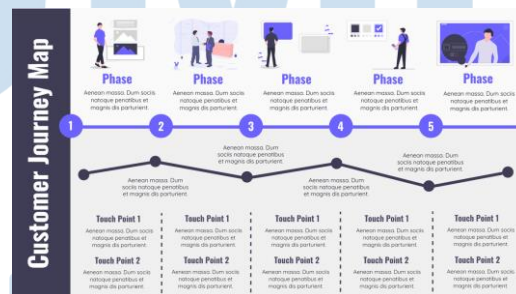 Customer Journey Map
Phase
Aenean massa. Dum sociis
natoque penatibus et
magnis dis parturient.
Phase
Aenean massa. Dum sociis
natoque penatibus et
magnis dis parturient.
Phase
Aenean massa. Dum sociis
natoque penatibus et
magnis dis parturient.
Phase
Aenean massa. Dum sociis
natoque penatibus et
magnis dis parturient.
Phase
Aenean massa. Dum sociis
natoque penatibus et
magnis dis parturient.
1
2
3
4
5
Aenean massa. Dum
sociis natoque penatibus
et magnis dis parturient.
Aenean massa. Dum
sociis natoque penatibus
et magnis dis parturient.
Aenean massa. Dum
sociis natoque penatibus
et magnis dis parturient.
Aenean massa. Dum
sociis natoque penatibus
et magnis dis parturient.
Touch Point 1
Aenean massa. Dum sociis
natoque penatibus et
magnis dis parturient.
Touch Point 2
Aenean massa. Dum sociis
natoque penatibus et
magnis dis parturient.
Touch Point 1
Aenean massa. Dum sociis
natoque penatibus et
magnis dis parturient.
Touch Point 2
Aenean massa. Dum sociis
natoque penatibus et
magnis dis parturient.
Touch Point 1
Aenean massa. Dum sociis
natoque penatibus et
magnis dis parturient.
Touch Point 2
Aenean massa. Dum sociis
natoque penatibus et
magnis dis parturient.
Touch Point 1
Aenean massa. Dum sociis
natoque penatibus et
magnis dis parturient.
Touch Point 2
Aenean massa. Dum sociis
natoque penatibus et
magnis dis parturient.
Touch Point 1
Aenean massa. Dum sociis
natoque penatibus et
magnis dis parturient.
Touch Point 2
Aenean massa. Dum sociis
natoque penatibus et
magnis dis parturient.